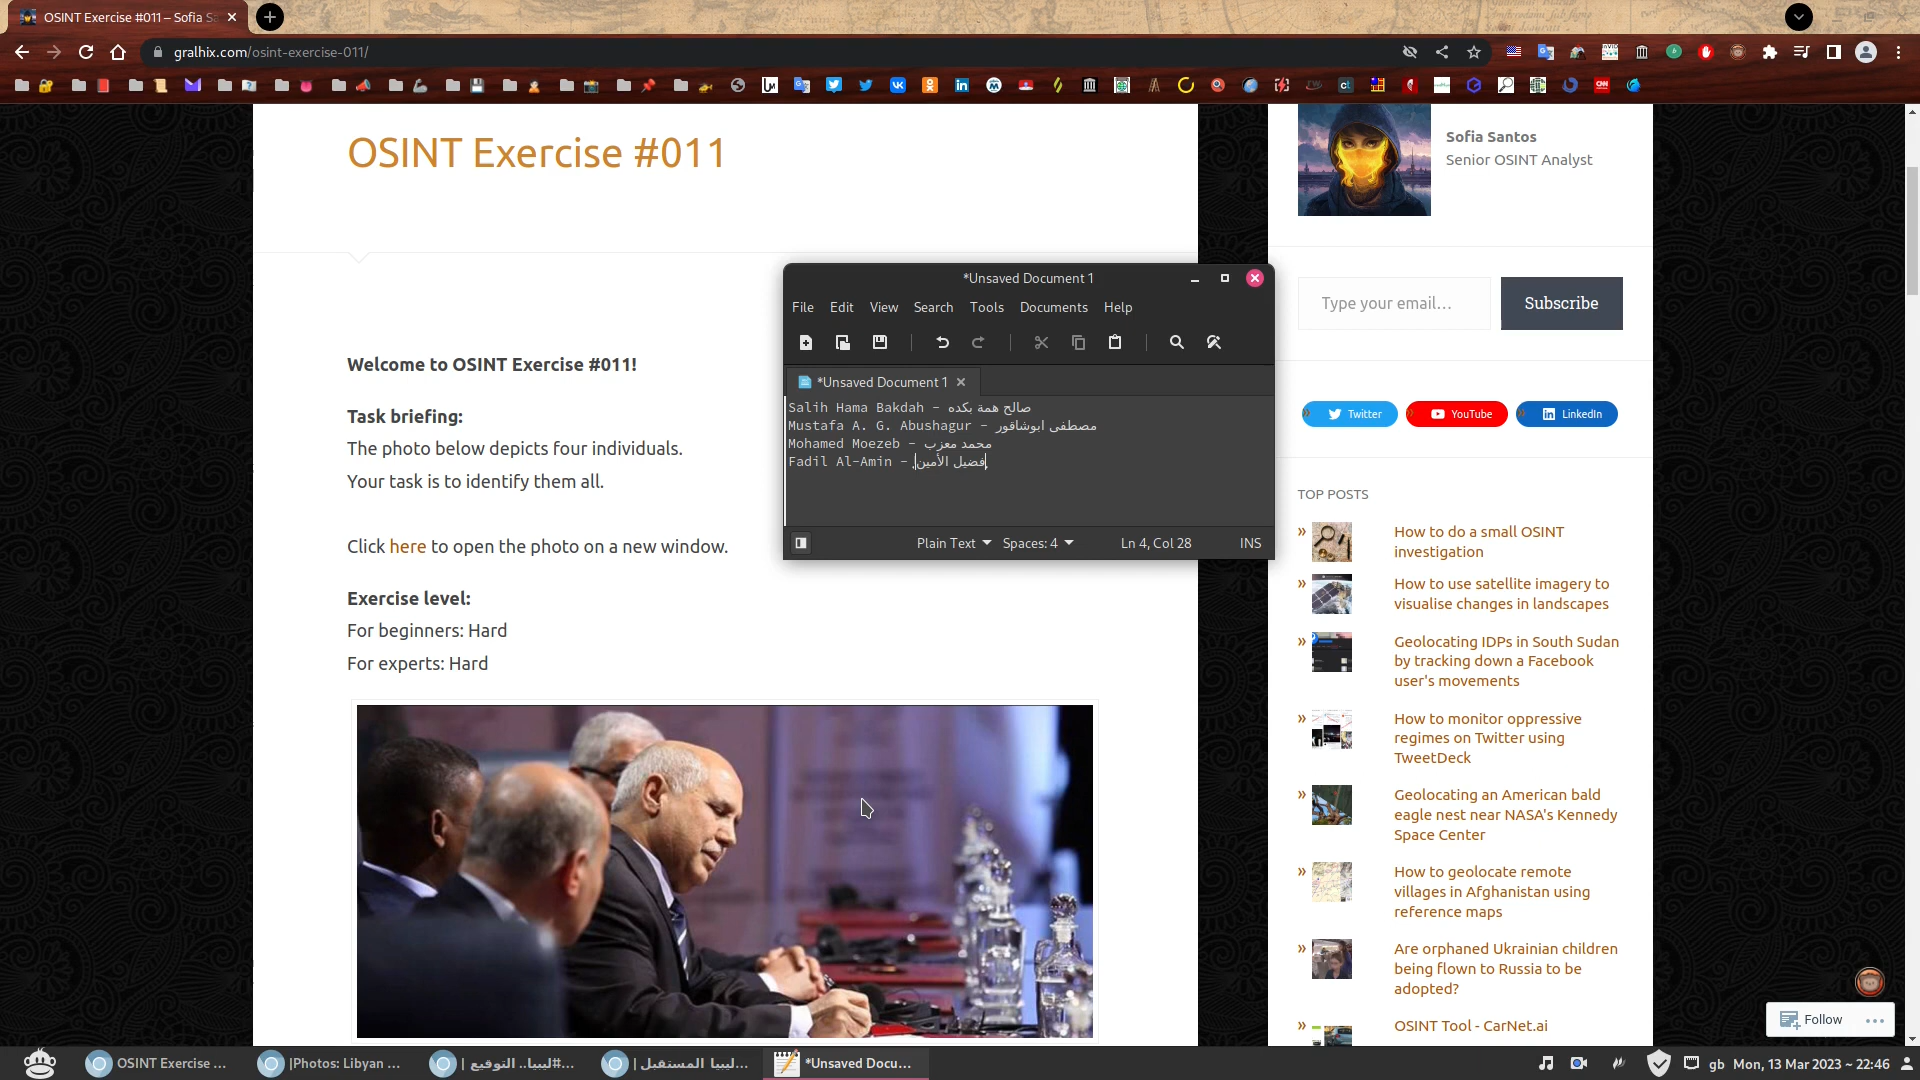 OSINT Exercise #011 – Sofia Sa
gralhix.com/osint-exercise-011/
OSINT Exercise #011
Welcome to OSINT Exercise #011!
Task briefing:
The photo below depicts four individuals.
Your task is to identify them all.
Click here to open the photo on a new window.
Exercise level:
For beginners: Hard
For experts: Hard
*Unsaved Document 1
File Edit View Search Tools Documents Help
*Unsaved Document 1
Salih Hama Bakdah - صالح همة بكده
Mustafa A. G. Abushagur - مصطفى ابوشاقور
Mohamed Moezeb - محمد معزب
Fadil Al-Amin - فضيل الأمين
Plain Text Spaces: 4 Ln 4, Col 28 INS
Sofia Santos
Senior OSINT Analyst
Type your email…
Subscribe
Twitter YouTube LinkedIn
TOP POSTS
» How to do a small OSINT
investigation
» How to use satellite imagery to
visualise changes in landscapes
» Geolocating IDPs in South Sudan
by tracking down a Facebook
user's movements
» How to monitor oppressive
regimes on Twitter using
TweetDeck
» Geolocating an American bald
eagle nest near NASA's Kennedy
Space Center
» How to geolocate remote
villages in Afghanistan using
reference maps
» Are orphaned Ukrainian children
being flown to Russia to be
adopted?
» OSINT Tool - CarNet.ai
Follow
OSINT Exercise ...
|Photos: Libyan ...
| #ليبيا.. التوقيع...
| ليبيا المستقبل...
*Unsaved Docu...
gb Mon, 13 Mar 2023 ~ 22:46